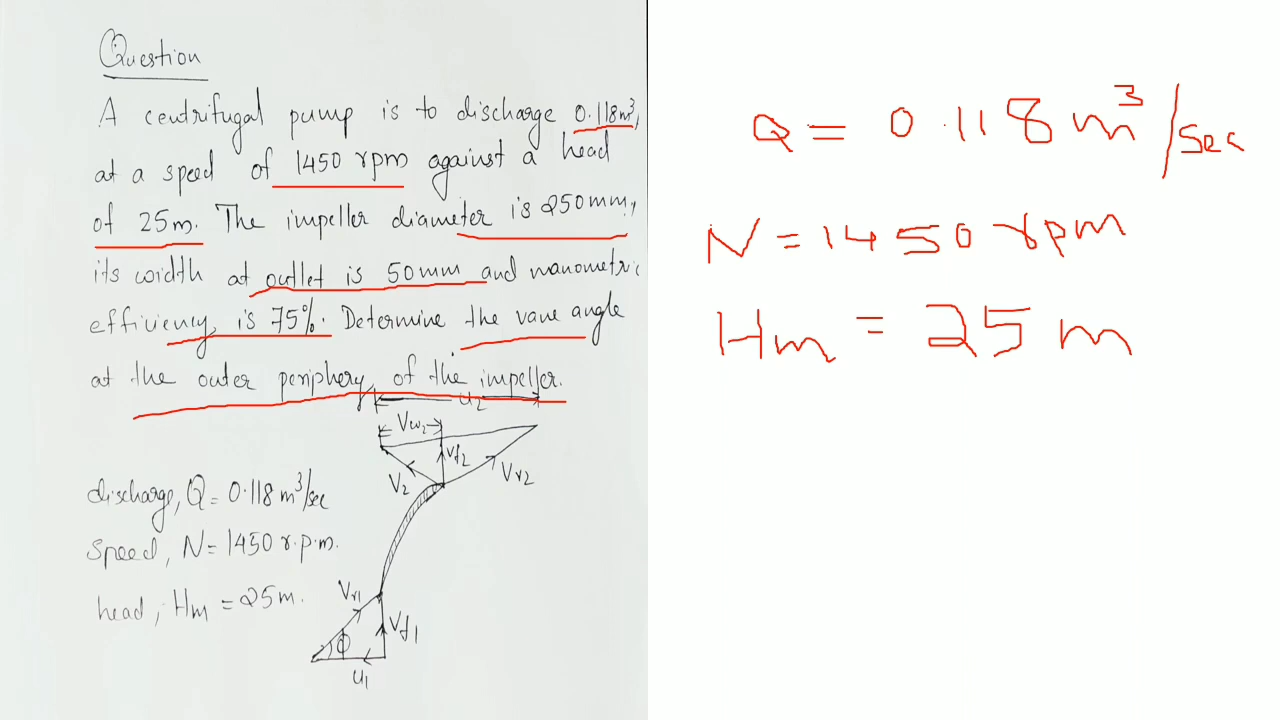 Question
A centrifugal pump is to discharge 0.118m³,
at a speed of 1450 rpm against a head
of 25m. The impeller diameter is 250mm,
its width at outlet is 50mm and manometric
efficiency is 75%. Determine the vane angle
at the outer periphery of the impeller.
u₂
Vw₂
Vf₂
V₂
Vr₂
discharge, Q = 0.118 m³/sec
speed, N = 1450 r.p.m.
head, Hm = 25m.
Vr₁
Vf₁
Φ
u₁
Q = 0.118 m³/sec
N = 1450 rpm
Hm = 25 m